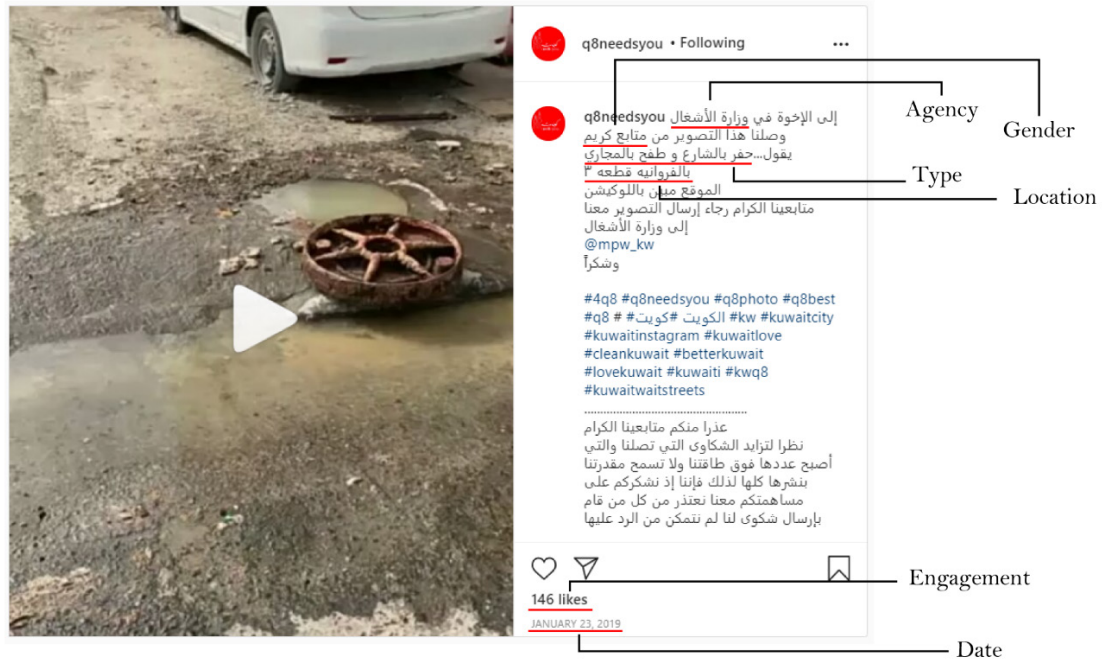 q8needsyou • Following
q8needsyou إلى الإخوة في وزارة الأشغال
وصلنا هذا التصوير من متابع كريم
يقول...حفر بالشارع و طفح بالمجاري
بالفروانيه قطعه ٣
الموقع مبين باللوكيشن
متابعينا الكرام رجاء إرسال التصوير معنا
إلى وزارة الأشغال
@mpw_kw
وشكراً
#4q8 #q8needsyou #q8photo #q8best
#q8 # #الكويت #كويت #kw #kuwaitcity
#kuwaitinstagram #kuwaitlove
#cleankuwait #betterkuwait
#lovekuwait #kuwaiti #kwq8
#kuwaitwaitstreets
..................................................
عذرا منكم متابعينا الكرام
نظرا لتزايد الشكاوى التي تصلنا والتي
أصبح عددها فوق طاقتنا ولا تسمح مقدرتنا
بنشرها كلها لذلك فإننا إذ نشكركم على
مساهمتكم معنا نعتذر من كل من قام
بإرسال شكوى لنا لم نتمكن من الرد عليها
146 likes
JANUARY 23, 2019
Agency
Gender
Type
Location
Engagement
Date